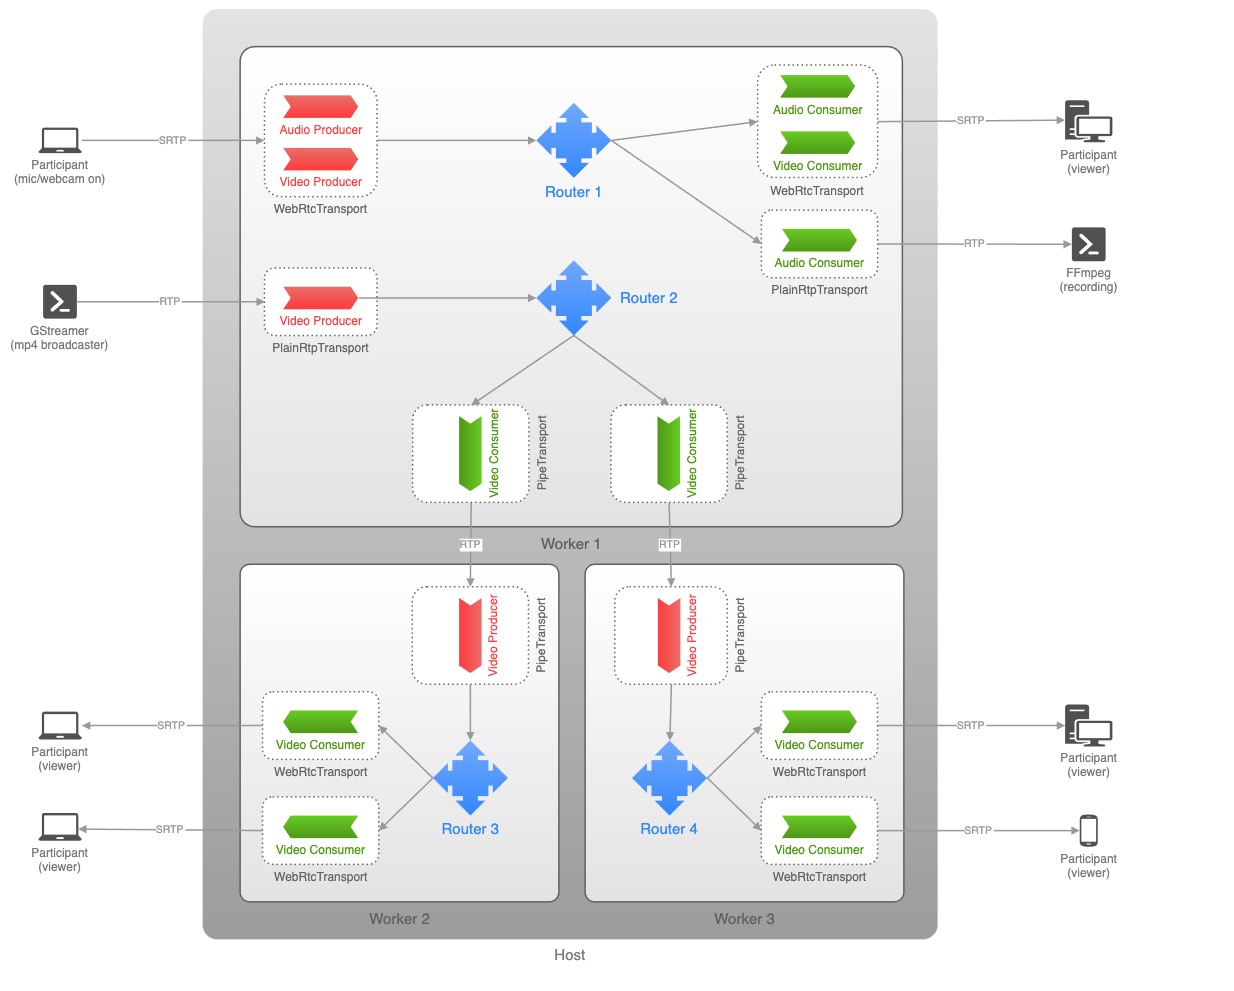 Audio Producer
Video Producer
WebRtcTransport
SRTP
Participant
(mic/webcam on)
Router 1
Audio Consumer
Video Consumer
WebRtcTransport
SRTP
Participant
(viewer)
Audio Consumer
PlainRtpTransport
RTP
FFmpeg
(recording)
RTP
GStreamer
(mp4 broadcaster)
Video Producer
PlainRtpTransport
Router 2
Video Consumer
PipeTransport
Video Consumer
PipeTransport
RTP
Worker 1
RTP
Video Producer
PipeTransport
Video Producer
PipeTransport
Participant
(viewer)
SRTP
Video Consumer
WebRtcTransport
Video Consumer
WebRtcTransport
SRTP
Participant
(viewer)
Participant
(viewer)
SRTP
Video Consumer
WebRtcTransport
Router 3
Router 4
Video Consumer
WebRtcTransport
SRTP
Participant
(viewer)
Worker 2
Worker 3
Host